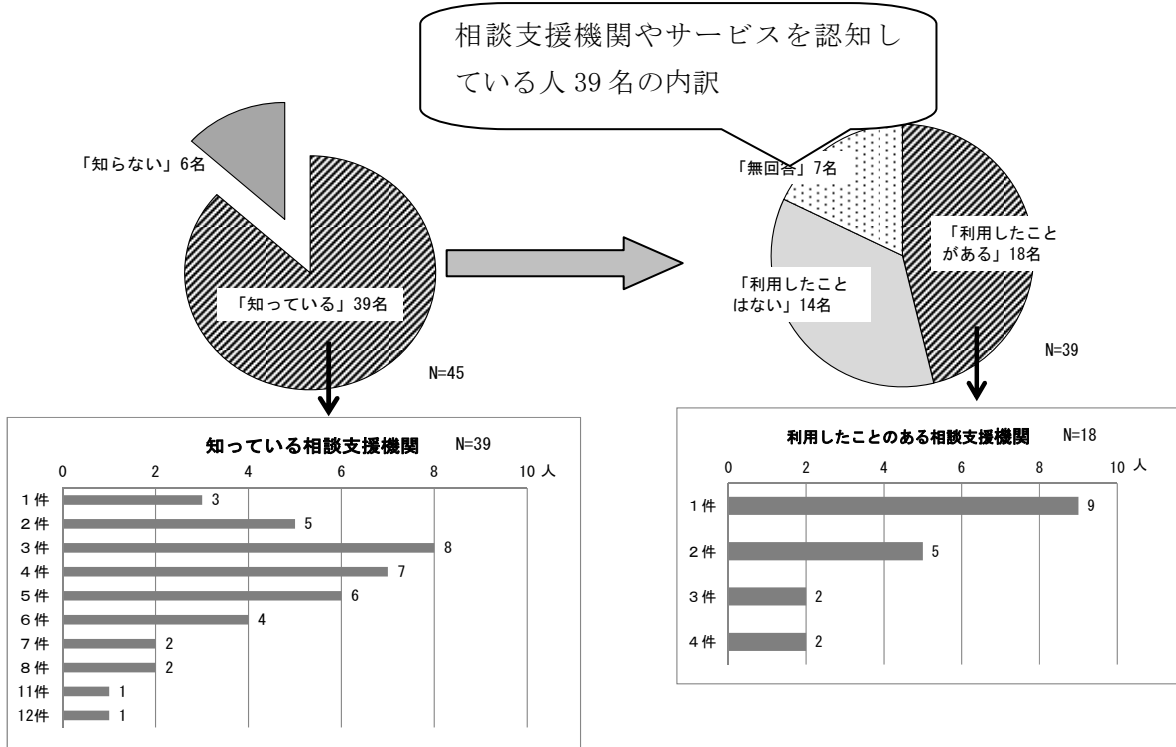 相談支援機関やサービスを認知し
ている人 39 名の内訳
「知らない」6名
「知っている」39名
N=45
「無回答」7名
「利用したこと
がある」18名
「利用したこと
はない」14名
N=39
知っている相談支援機関 N=39
0 2 4 6 8 10 人
1件 3
2件 5
3件 8
4件 7
5件 6
6件 4
7件 2
8件 2
11件 1
12件 1
利用したことのある相談支援機関 N=18
0 2 4 6 8 10 人
1件 9
2件 5
3件 2
4件 2